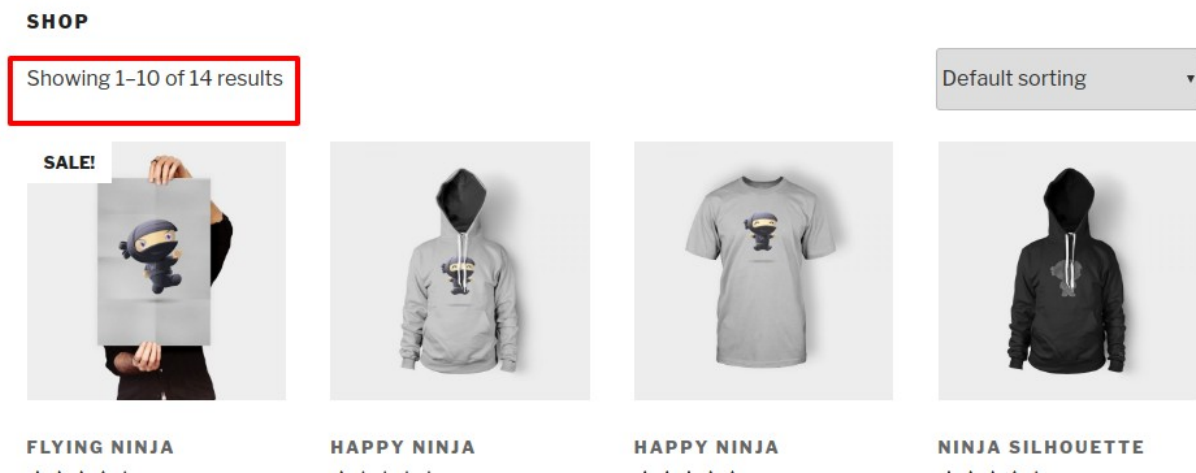 SHOP
Showing 1–10 of 14 results
Default sorting
SALE!
FLYING NINJA
HAPPY NINJA
HAPPY NINJA
NINJA SILHOUETTE